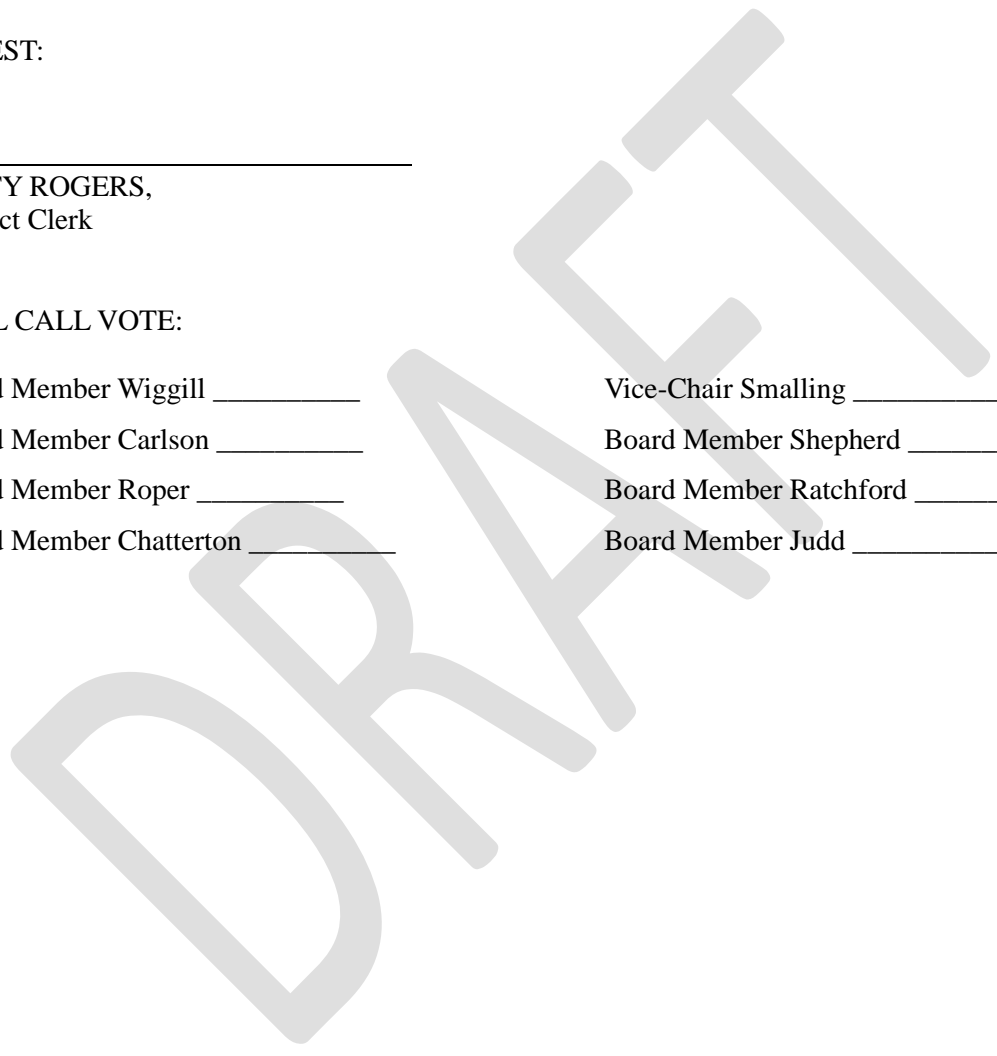 EST:
Y ROGERS,
ct Clerk
L CALL VOTE:
d Member Wiggill __________ Vice-Chair Smalling __________
d Member Carlson __________ Board Member Shepherd ______
d Member Roper __________ Board Member Ratchford ______
d Member Chatterton __________ Board Member Judd __________
DRAFT